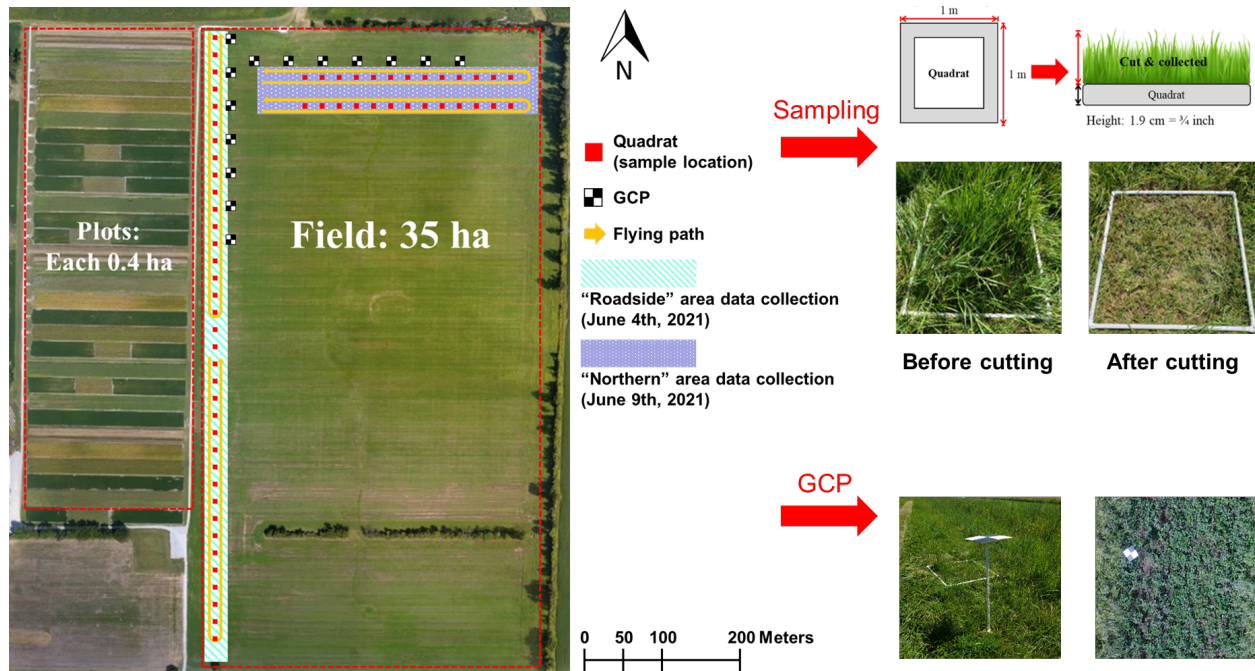 Plots:
Each 0.4 ha
Field: 35 ha
N
Quadrat
(sample location)
GCP
Flying path
“Roadside” area data collection
(June 4th, 2021)
“Northern” area data collection
(June 9th, 2021)
0 50 100 200 Meters
Sampling
1 m
Quadrat
1 m
Cut & collected
Quadrat
Height: 1.9 cm = ¾ inch
Before cutting
After cutting
GCP